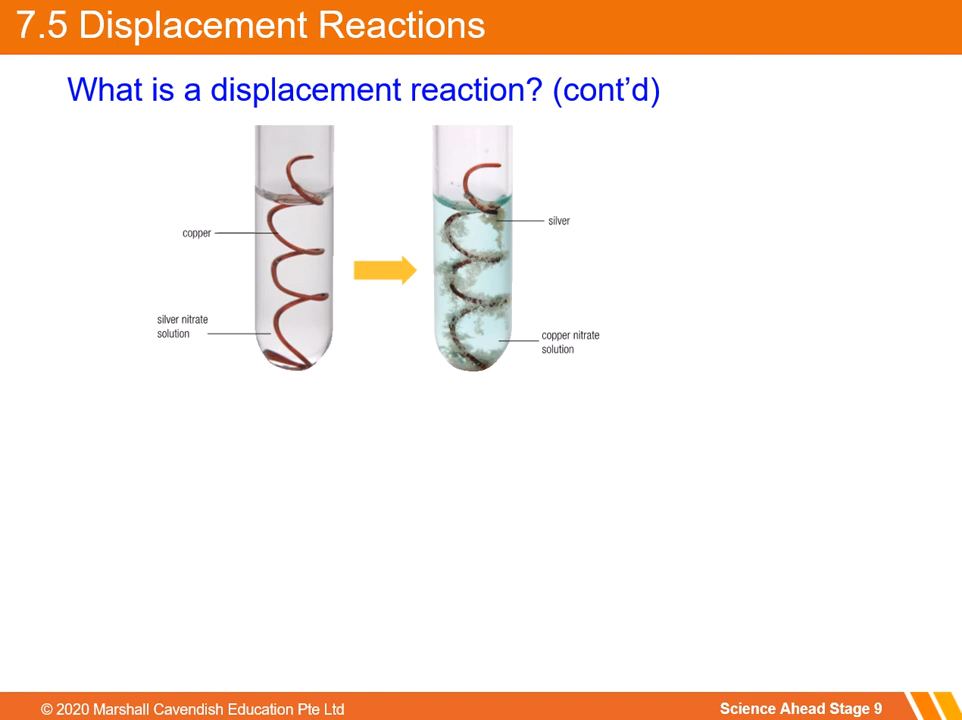 7.5 Displacement Reactions
What is a displacement reaction? (cont’d)
copper
silver nitrate
solution
silver
copper nitrate
solution
© 2020 Marshall Cavendish Education Pte Ltd
Science Ahead Stage 9